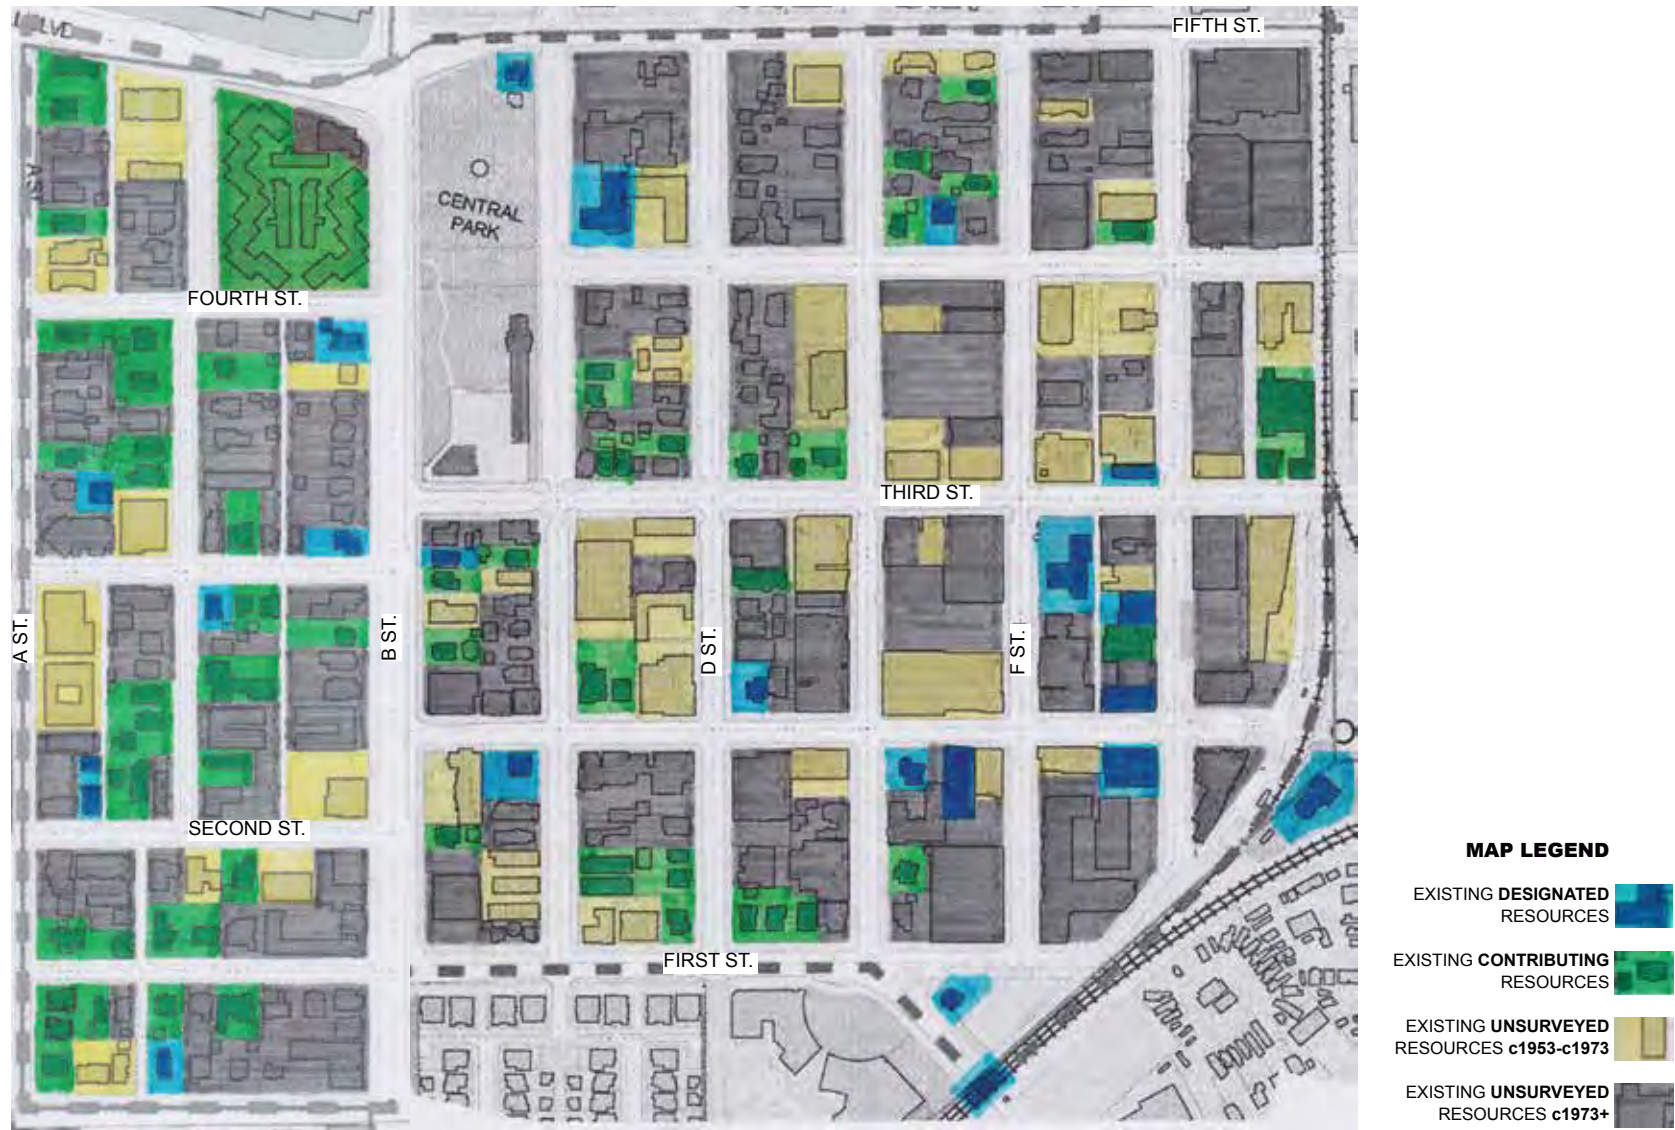 FIFTH ST.
LVD
A ST.
CENTRAL
PARK
FOURTH ST.
THIRD ST.
A ST.
B ST.
D ST.
F ST.
SECOND ST.
FIRST ST.
MAP LEGEND
EXISTING DESIGNATED
RESOURCES
EXISTING CONTRIBUTING
RESOURCES
EXISTING UNSURVEYED
RESOURCES c1953-c1973
EXISTING UNSURVEYED
RESOURCES c1973+